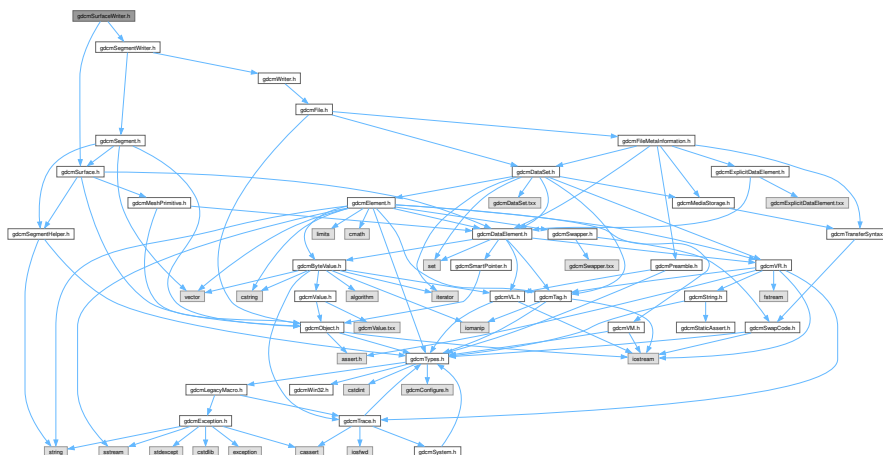 gdcmSurfaceWriter.h
gdcmSegmentWriter.h
gdcmWriter.h
gdcmFile.h
gdcmSegment.h
gdcmFileMetaInformation.h
gdcmSurface.h
gdcmDataSet.h
gdcmExplicitDataElement.h
gdcmMeshPrimitive.h
gdcmElement.h
gdcmDataSet.txx
gdcmMediaStorage.h
gdcmExplicitDataElement.txx
gdcmSegmentHelper.h
limits
cmath
gdcmDataElement.h
gdcmSwapper.h
gdcmTransferSyntax
gdcmByteValue.h
set
gdcmSmartPointer.h
gdcmSwapper.txx
gdcmPreamble.h
gdcmVR.h
vector
cstring
gdcmValue.h
algorithm
iterator
gdcmVL.h
gdcmTag.h
gdcmString.h
fstream
gdcmObject.h
gdcmValue.txx
iomanip
gdcmVM.h
gdcmStaticAssert.h
gdcmSwapCode.h
assert.h
gdcmTypes.h
iostream
gdcmLegacyMacro.h
gdcmWin32.h
cstdint
gdcmConfigure.h
gdcmException.h
gdcmTrace.h
string
sstream
stdexcept
cstdlib
exception
cassert
iosfwd
gdcmSystem.h